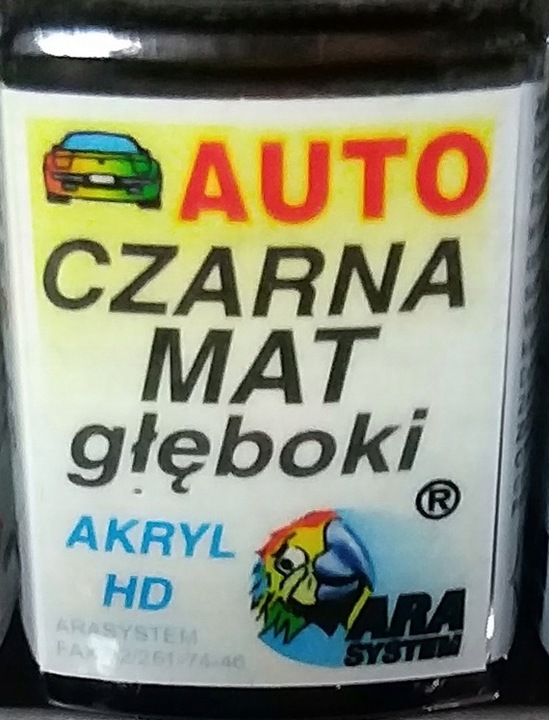 AUTO
CZARNA
MAT
głęboki
®
AKRYL
HD
ARA
SYSTEM
ARASYSTEM